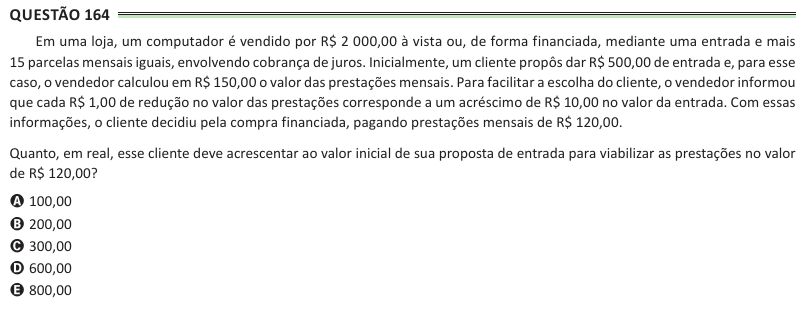 QUESTÃO 164
Em uma loja, um computador é vendido por R$ 2 000,00 à vista ou, de forma financiada, mediante uma entrada e mais
15 parcelas mensais iguais, envolvendo cobrança de juros. Inicialmente, um cliente propôs dar R$ 500,00 de entrada e, para esse
caso, o vendedor calculou em R$ 150,00 o valor das prestações mensais. Para facilitar a escolha do cliente, o vendedor informou
que cada R$ 1,00 de redução no valor das prestações corresponde a um acréscimo de R$ 10,00 no valor da entrada. Com essas
informações, o cliente decidiu pela compra financiada, pagando prestações mensais de R$ 120,00.
Quanto, em real, esse cliente deve acrescentar ao valor inicial de sua proposta de entrada para viabilizar as prestações no valor
de R$ 120,00?
A 100,00
B 200,00
C 300,00
D 600,00
E 800,00